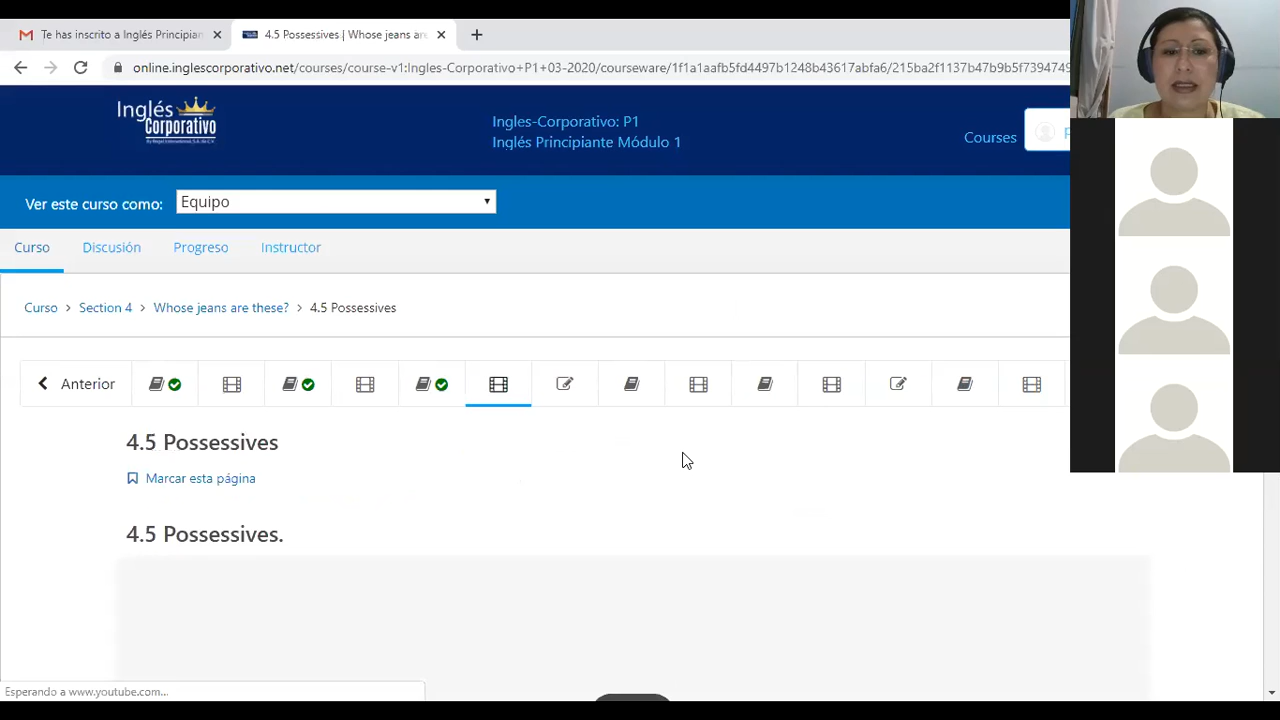 Te has inscrito a Inglés Principian
4.5 Possessives | Whose jeans are
online.inglescorporativo.net/courses/course-v1:Ingles-Corporativo+P1+03-2020/courseware/1f1a1aafb5fd4497b1248b43617abfa6/215ba2f1137b47b9b5f7394749
Inglés
Corporativo
Ingles-Corporativo: P1
Inglés Principiante Módulo 1
Courses
Ver este curso como:
Equipo
Curso
Discusión
Progreso
Instructor
Curso > Section 4 > Whose jeans are these? > 4.5 Possessives
Anterior
4.5 Possessives
Marcar esta página
4.5 Possessives.
Esperando a www.youtube.com...